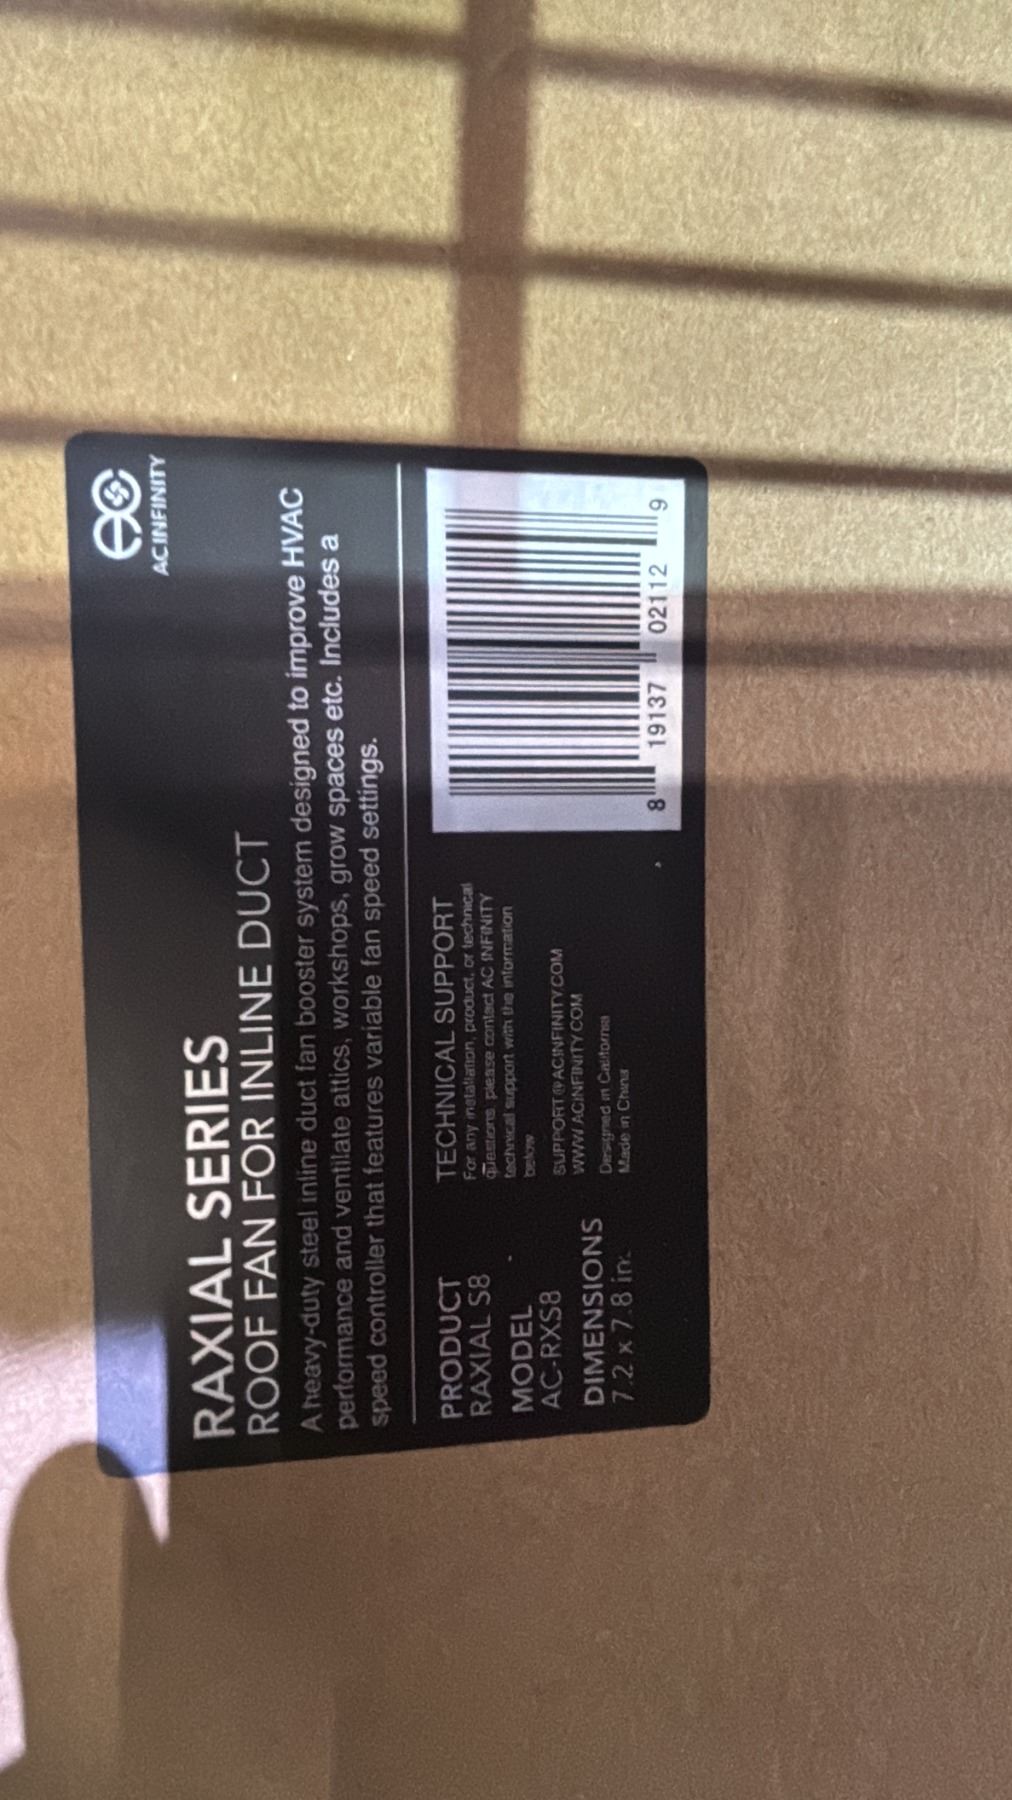 AC INFINITY
RAXIAL SERIES
ROOF FAN FOR INLINE DUCT
A heavy-duty steel inline duct fan booster system designed to improve HVAC
performance and ventilate attics, workshops, grow spaces etc. Includes a
speed controller that features variable fan speed settings.
PRODUCT
RAXIAL S8
MODEL
AC-RXS8
DIMENSIONS
7.2 x 7.8 in.
TECHNICAL SUPPORT
For any installation, product, or technical
questions, please contact AC INFINITY
technical support with the information
below
SUPPORT@ACINFINITY.COM
WWW.ACINFINITY.COM
Designed in California
Made in China
8 19137 02112 9